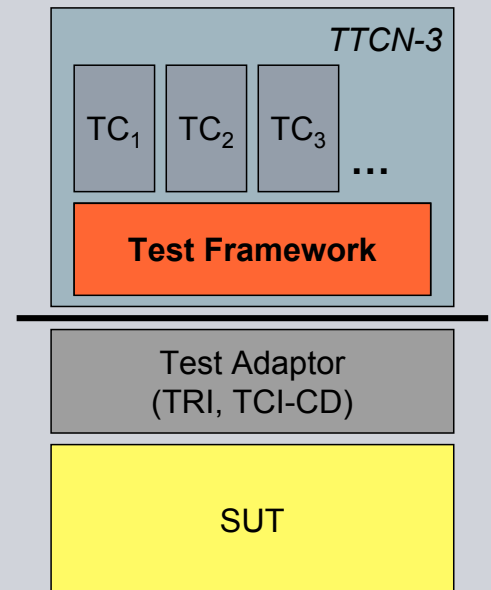 TTCN-3
TC₁ TC₂ TC₃ ...
Test Framework
Test Adaptor
(TRI, TCI-CD)
SUT